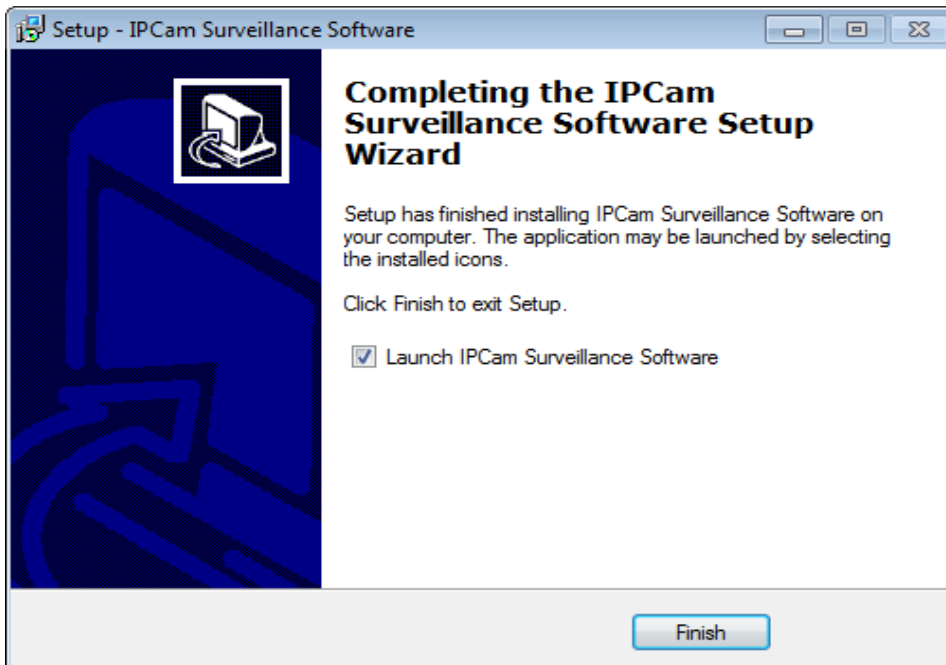 Setup - IPCam Surveillance Software
Completing the IPCam
Surveillance Software Setup
Wizard
Setup has finished installing IPCam Surveillance Software on
your computer. The application may be launched by selecting
the installed icons.
Click Finish to exit Setup.
Launch IPCam Surveillance Software
Finish